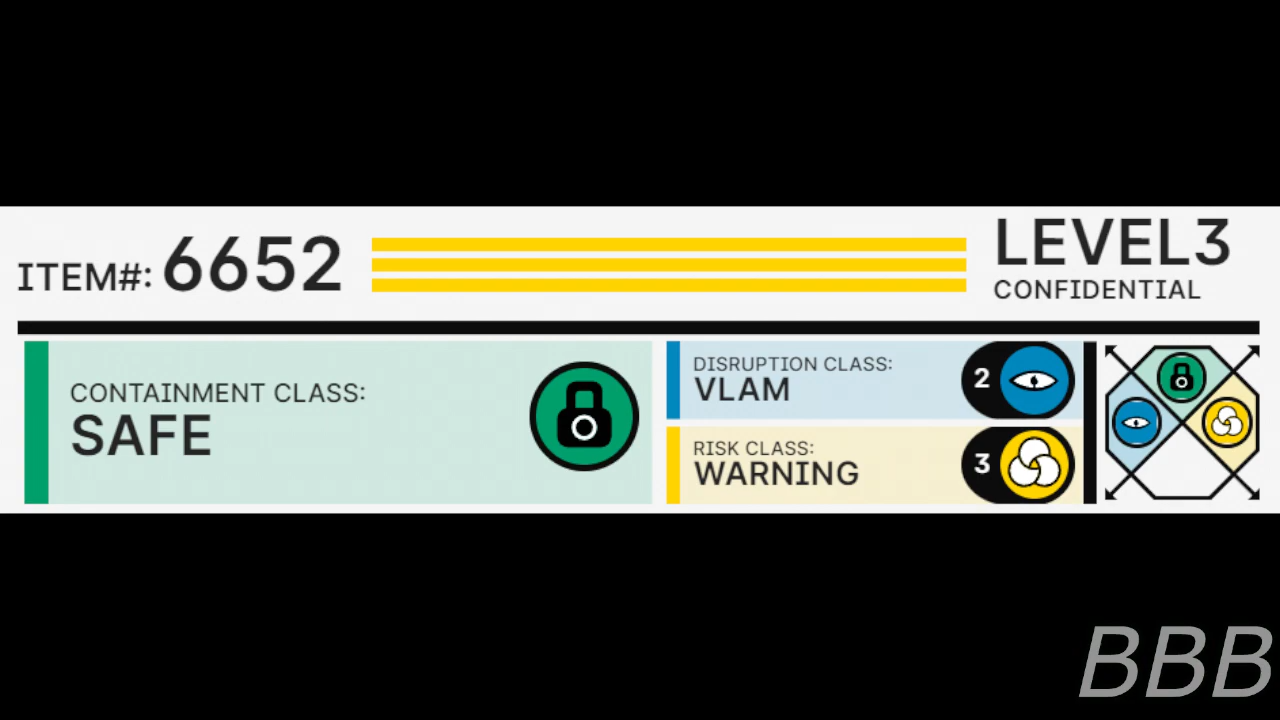 ITEM#: 6652
LEVEL3
CONFIDENTIAL
CONTAINMENT CLASS:
SAFE
DISRUPTION CLASS:
VLAM
2
RISK CLASS:
WARNING
3
BBB